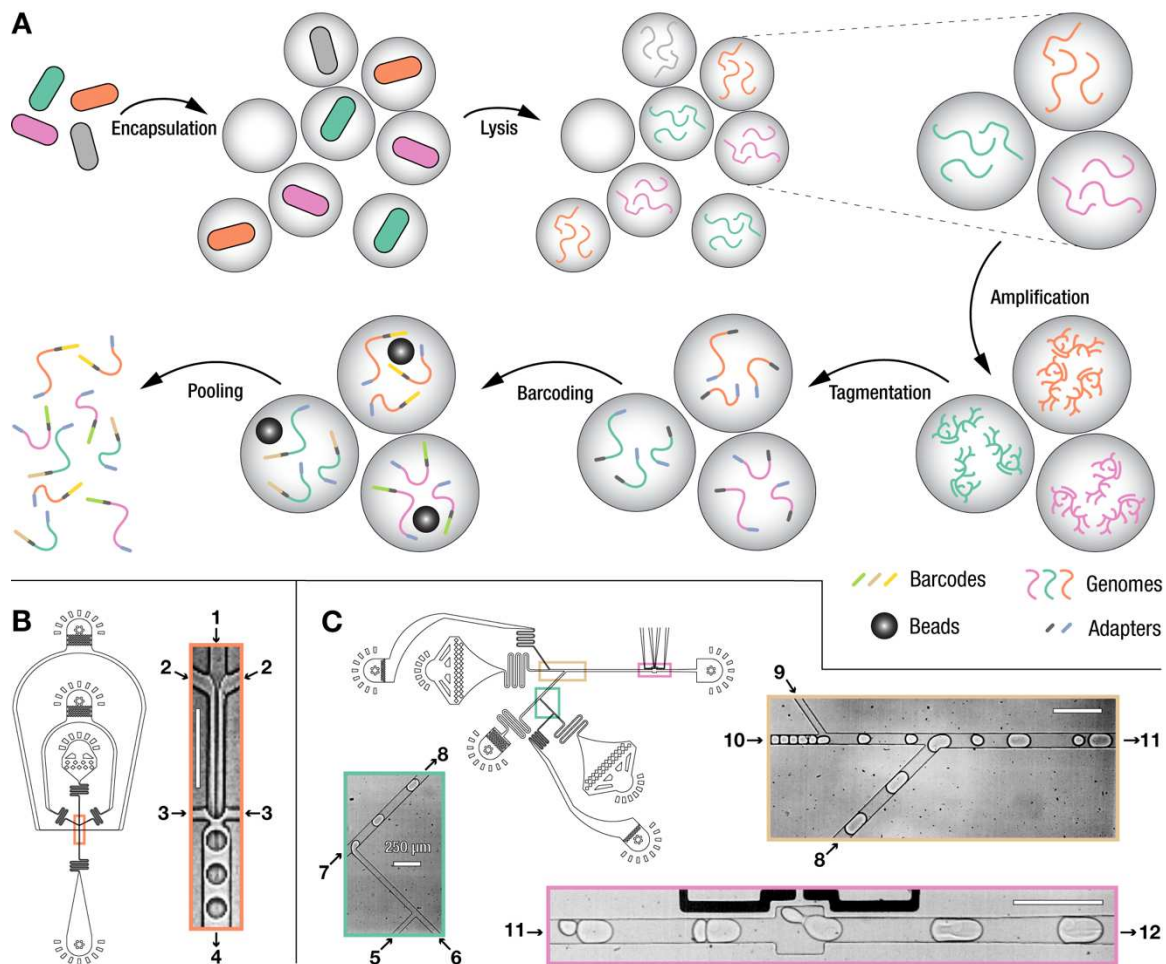 A
Encapsulation
Lysis
Amplification
Pooling
Barcoding
Tagmentation
Barcodes
Genomes
Beads
Adapters
B
1
2
2
3
3
4
C
9
10
11
8
8
7
250 µm
5
6
11
12